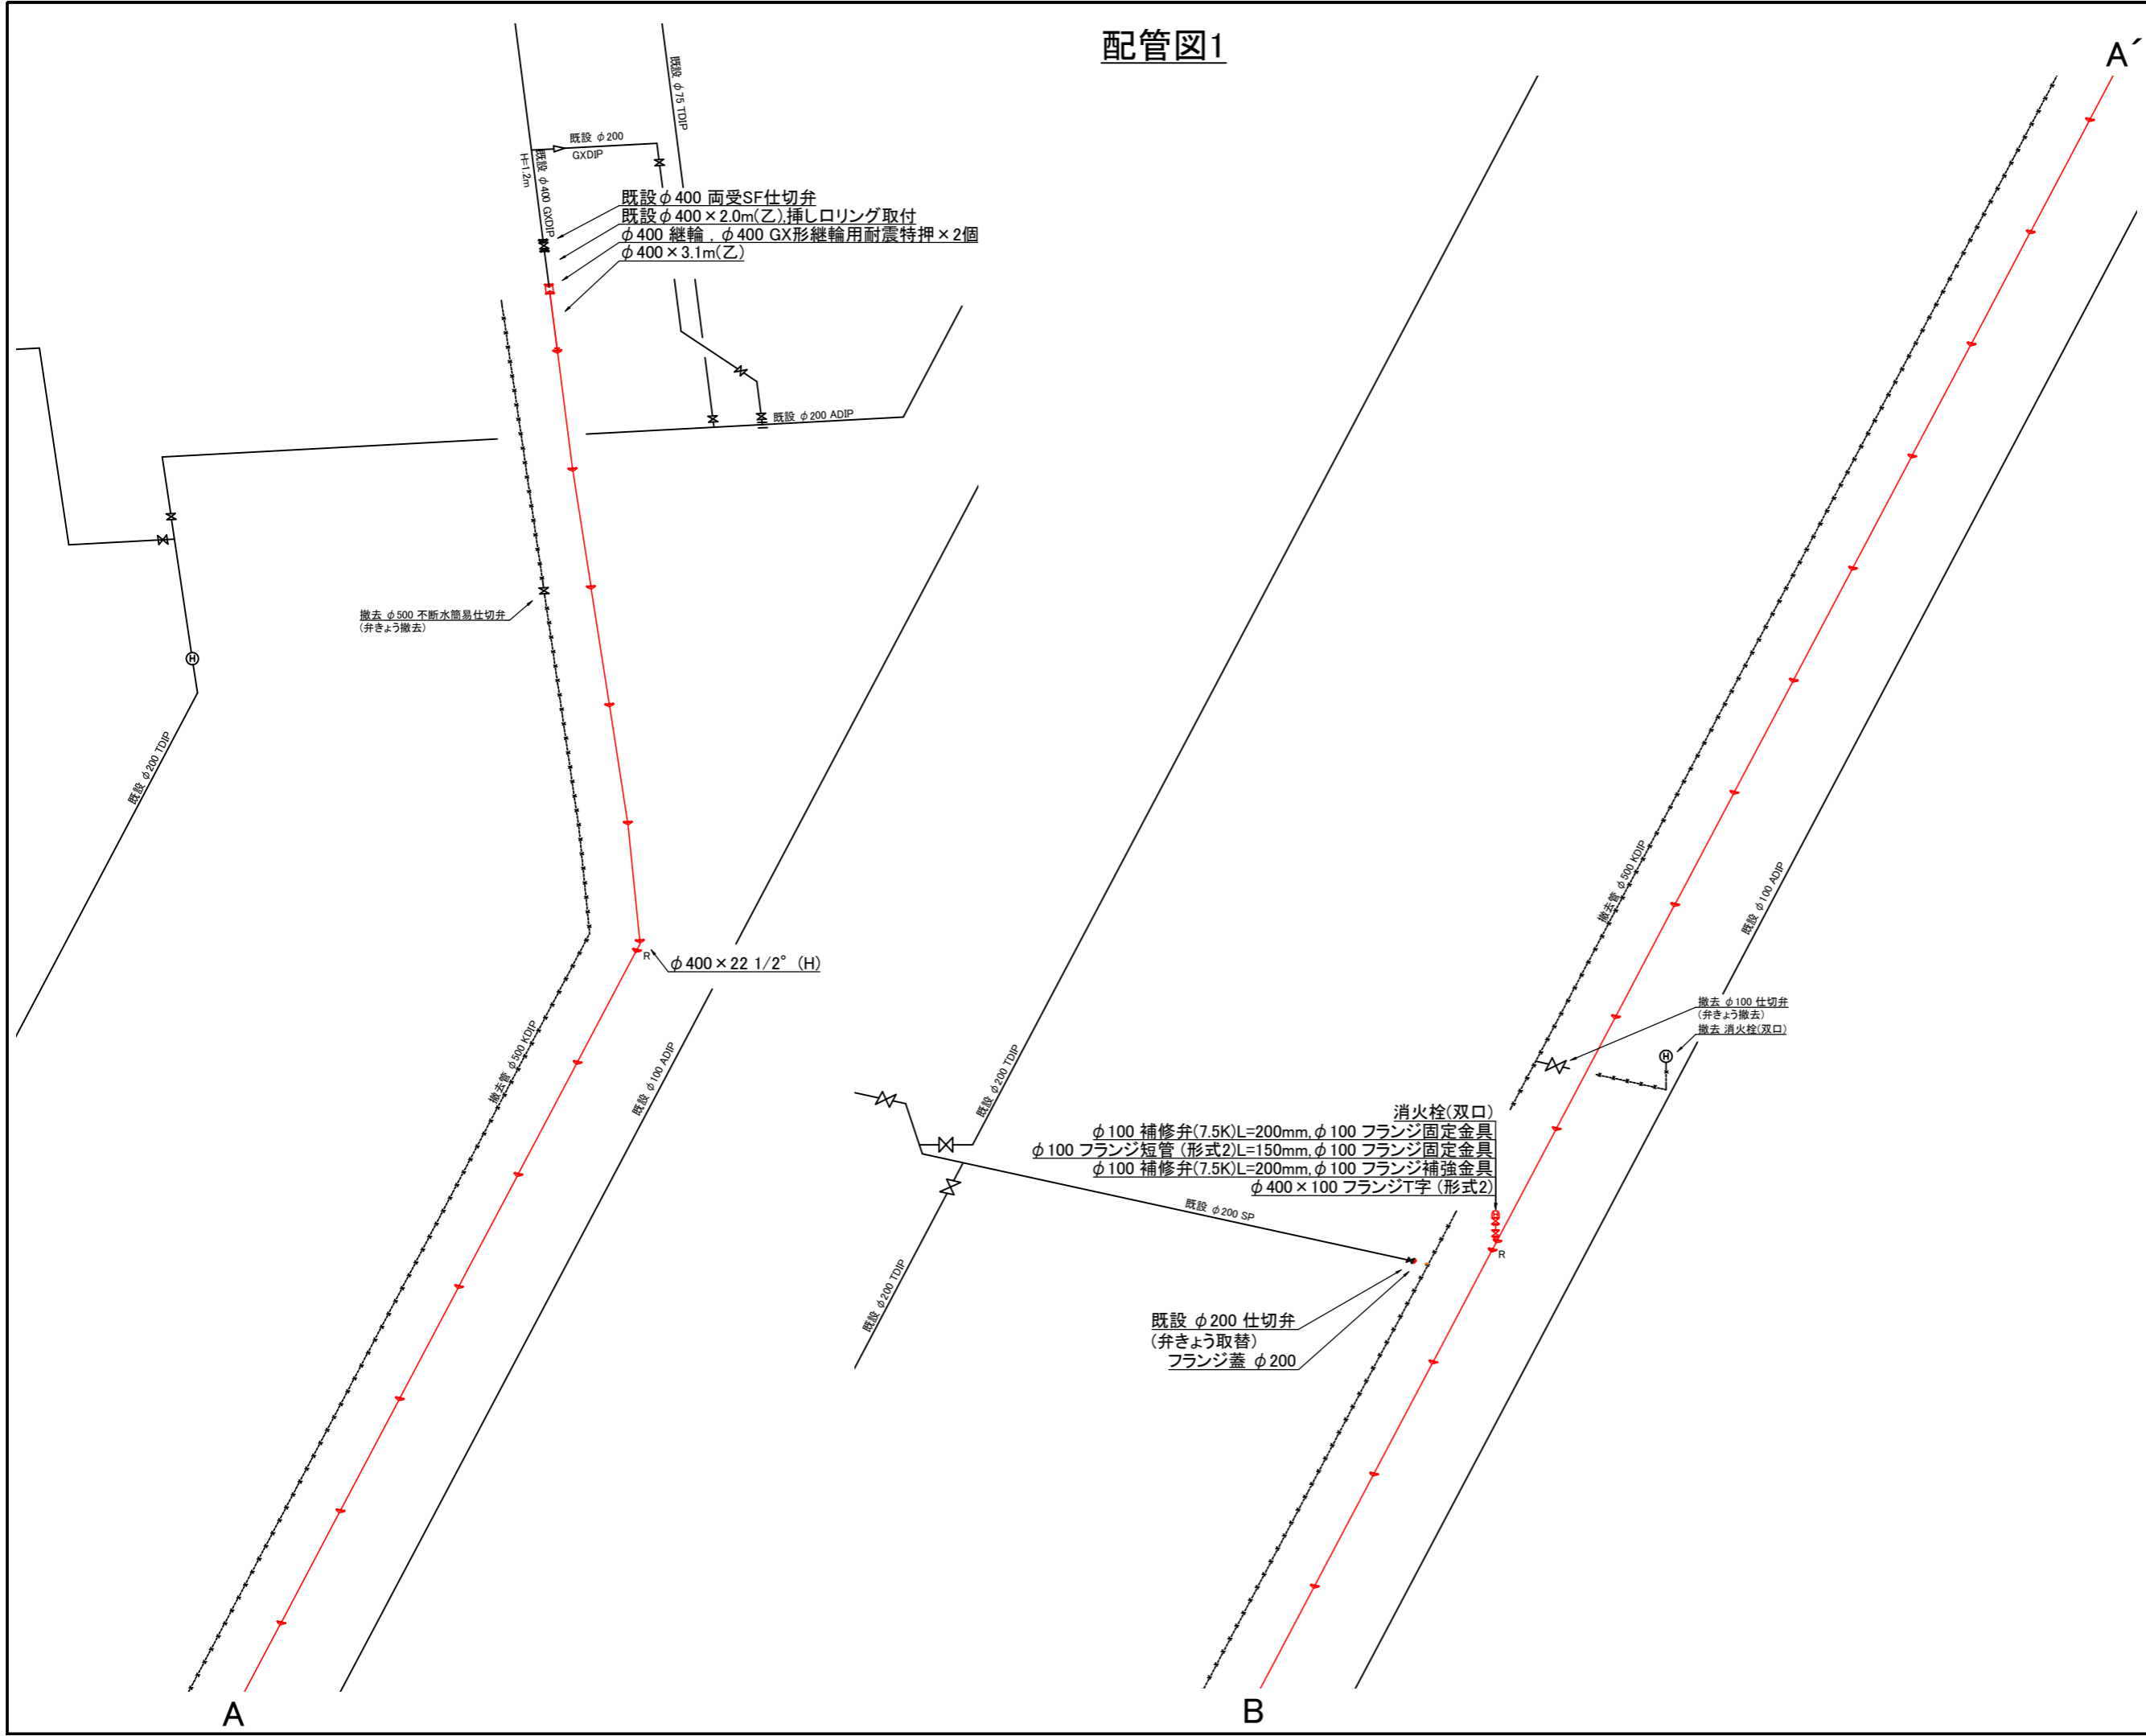 配管図1
A´
既設 φ75 TDIP
既設 φ200
GXDIP
H=1.2m
既設 φ400 GXDIP
既設φ400 両受SF仕切弁
既設φ400×2.0m(乙),挿し口リング取付
φ400 継輪 , φ400 GX形継輪用耐震特押×2個
φ400×3.1m(乙)
既設 φ200 ADIP
撤去 φ500 不断水簡易仕切弁
(弁きょう撤去)
H
既設 φ200 TDIP
R
φ400×22 1/2° (H)
撤去管 φ500 KDIP
既設 φ100 ADIP
撤去管 φ500 KDIP
既設 φ100 ADIP
撤去 φ100 仕切弁
(弁きょう撤去)
撤去 消火栓(双口)
H
既設 φ200 TDIP
消火栓(双口)
φ100 補修弁(7.5K)L=200mm,φ100 フランジ固定金具
φ100 フランジ短管 (形式2)L=150mm,φ100 フランジ固定金具
φ100 補修弁(7.5K)L=200mm,φ100 フランジ補強金具
φ400×100 フランジT字 (形式2)
H
R
既設 φ200 SP
既設 φ200 TDIP
既設 φ200 仕切弁
(弁きょう取替)
フランジ蓋 φ200
A
B